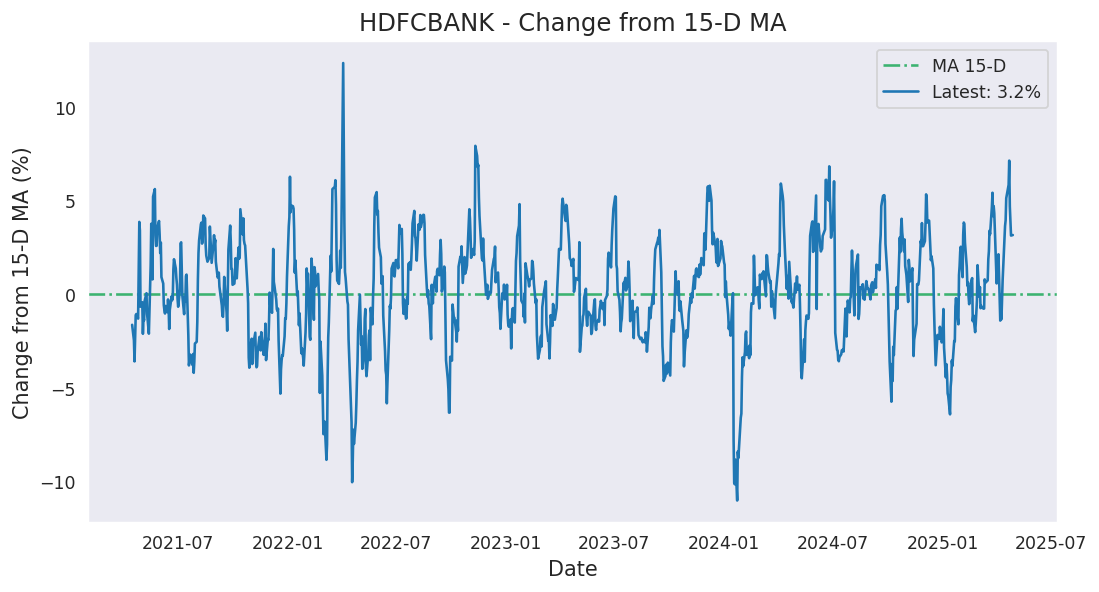 HDFCBANK - Change from 15-D MA
MA 15-D
Latest: 3.2%
Change from 15-D MA (%)
10
5
0
−5
−10
2021-07
2022-01
2022-07
2023-01
2023-07
2024-01
2024-07
2025-01
2025-07
Date